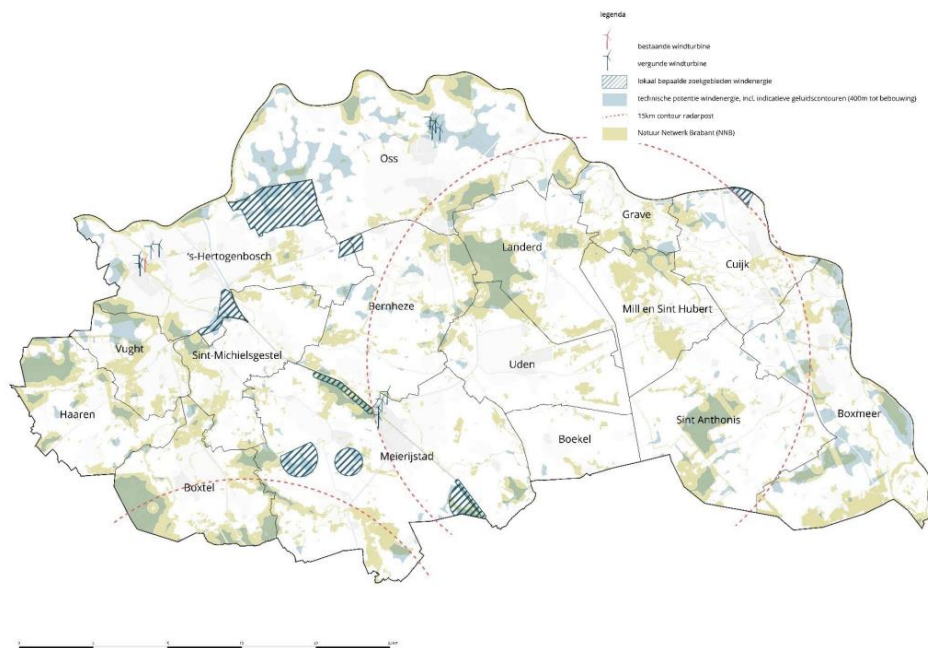 legenda
bestaande windturbine
vergunde windturbine
lokaal bepaalde zoekgebieden windenergie
technische potentie windenergie, incl. indicatieve geluidscontouren (400m tot bebouwing)
15km contour radarpost
Natuur Netwerk Brabant (NNB)
Oss
Grave
Landerd
Cuijk
's-Hertogenbosch
Bernheze
Mill en Sint Hubert
Vught
Sint-Michielsgestel
Uden
Haaren
Sint Anthonis
Boxmeer
Boekel
Meierijstad
Boxtel